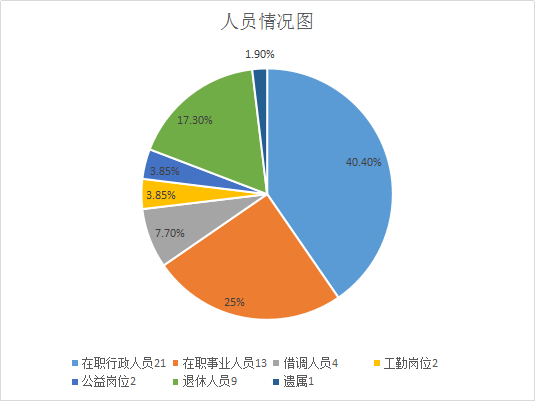 人员情况图
1.90%
17.30%
40.40%
3.85%
3.85%
7.70%
25%
在职行政人员21 在职事业人员13 借调人员4 工勤岗位2
公益岗位2 退休人员9 遗属1